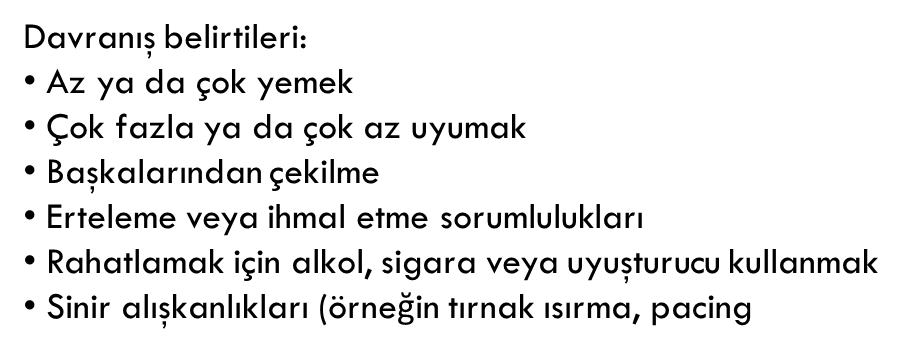 Davranış belirtileri:
• Az ya da çok yemek
• Çok fazla ya da çok az uyumak
• Başkalarından çekilme
• Erteleme veya ihmal etme sorumlulukları
• Rahatlamak için alkol, sigara veya uyuşturucu kullanmak
• Sinir alışkanlıkları (örneğin tırnak ısırma, pacing